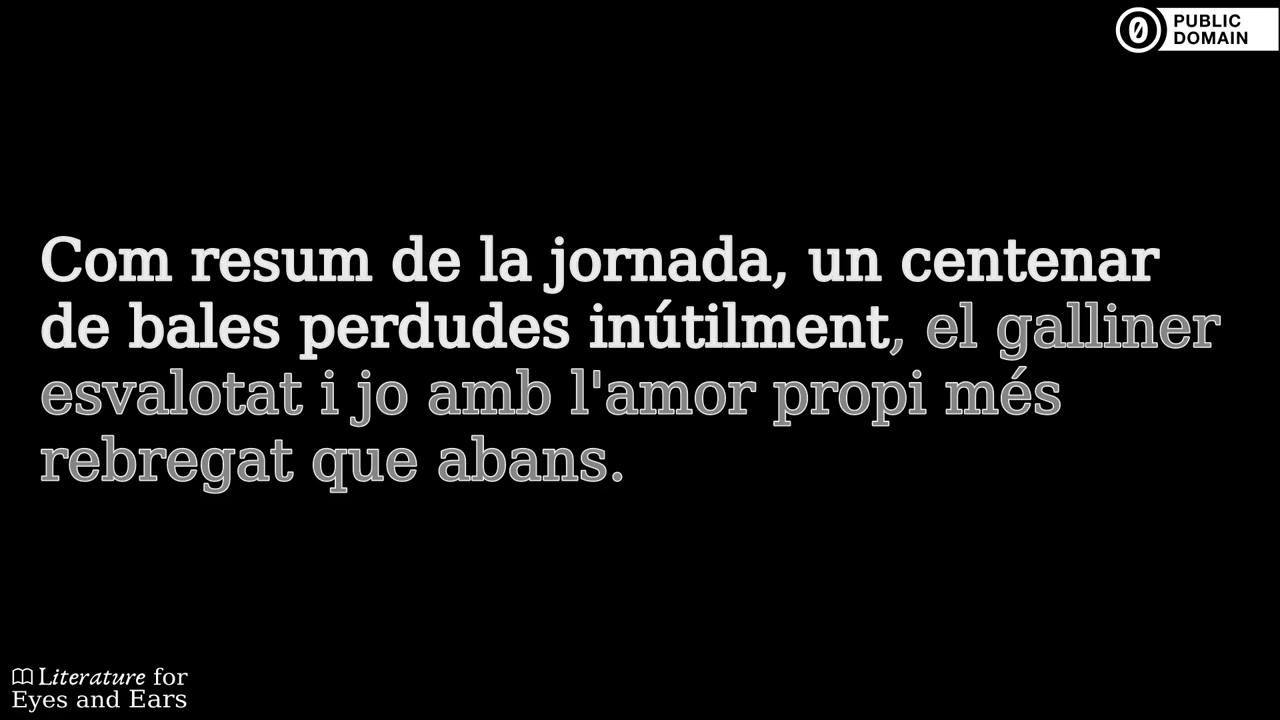 PUBLIC
DOMAIN
Com resum de la jornada, un centenar
de bales perdudes inútilment, el galliner
esvalotat i jo amb l'amor propi més
rebregat que abans.
Literature for
Eyes and Ears